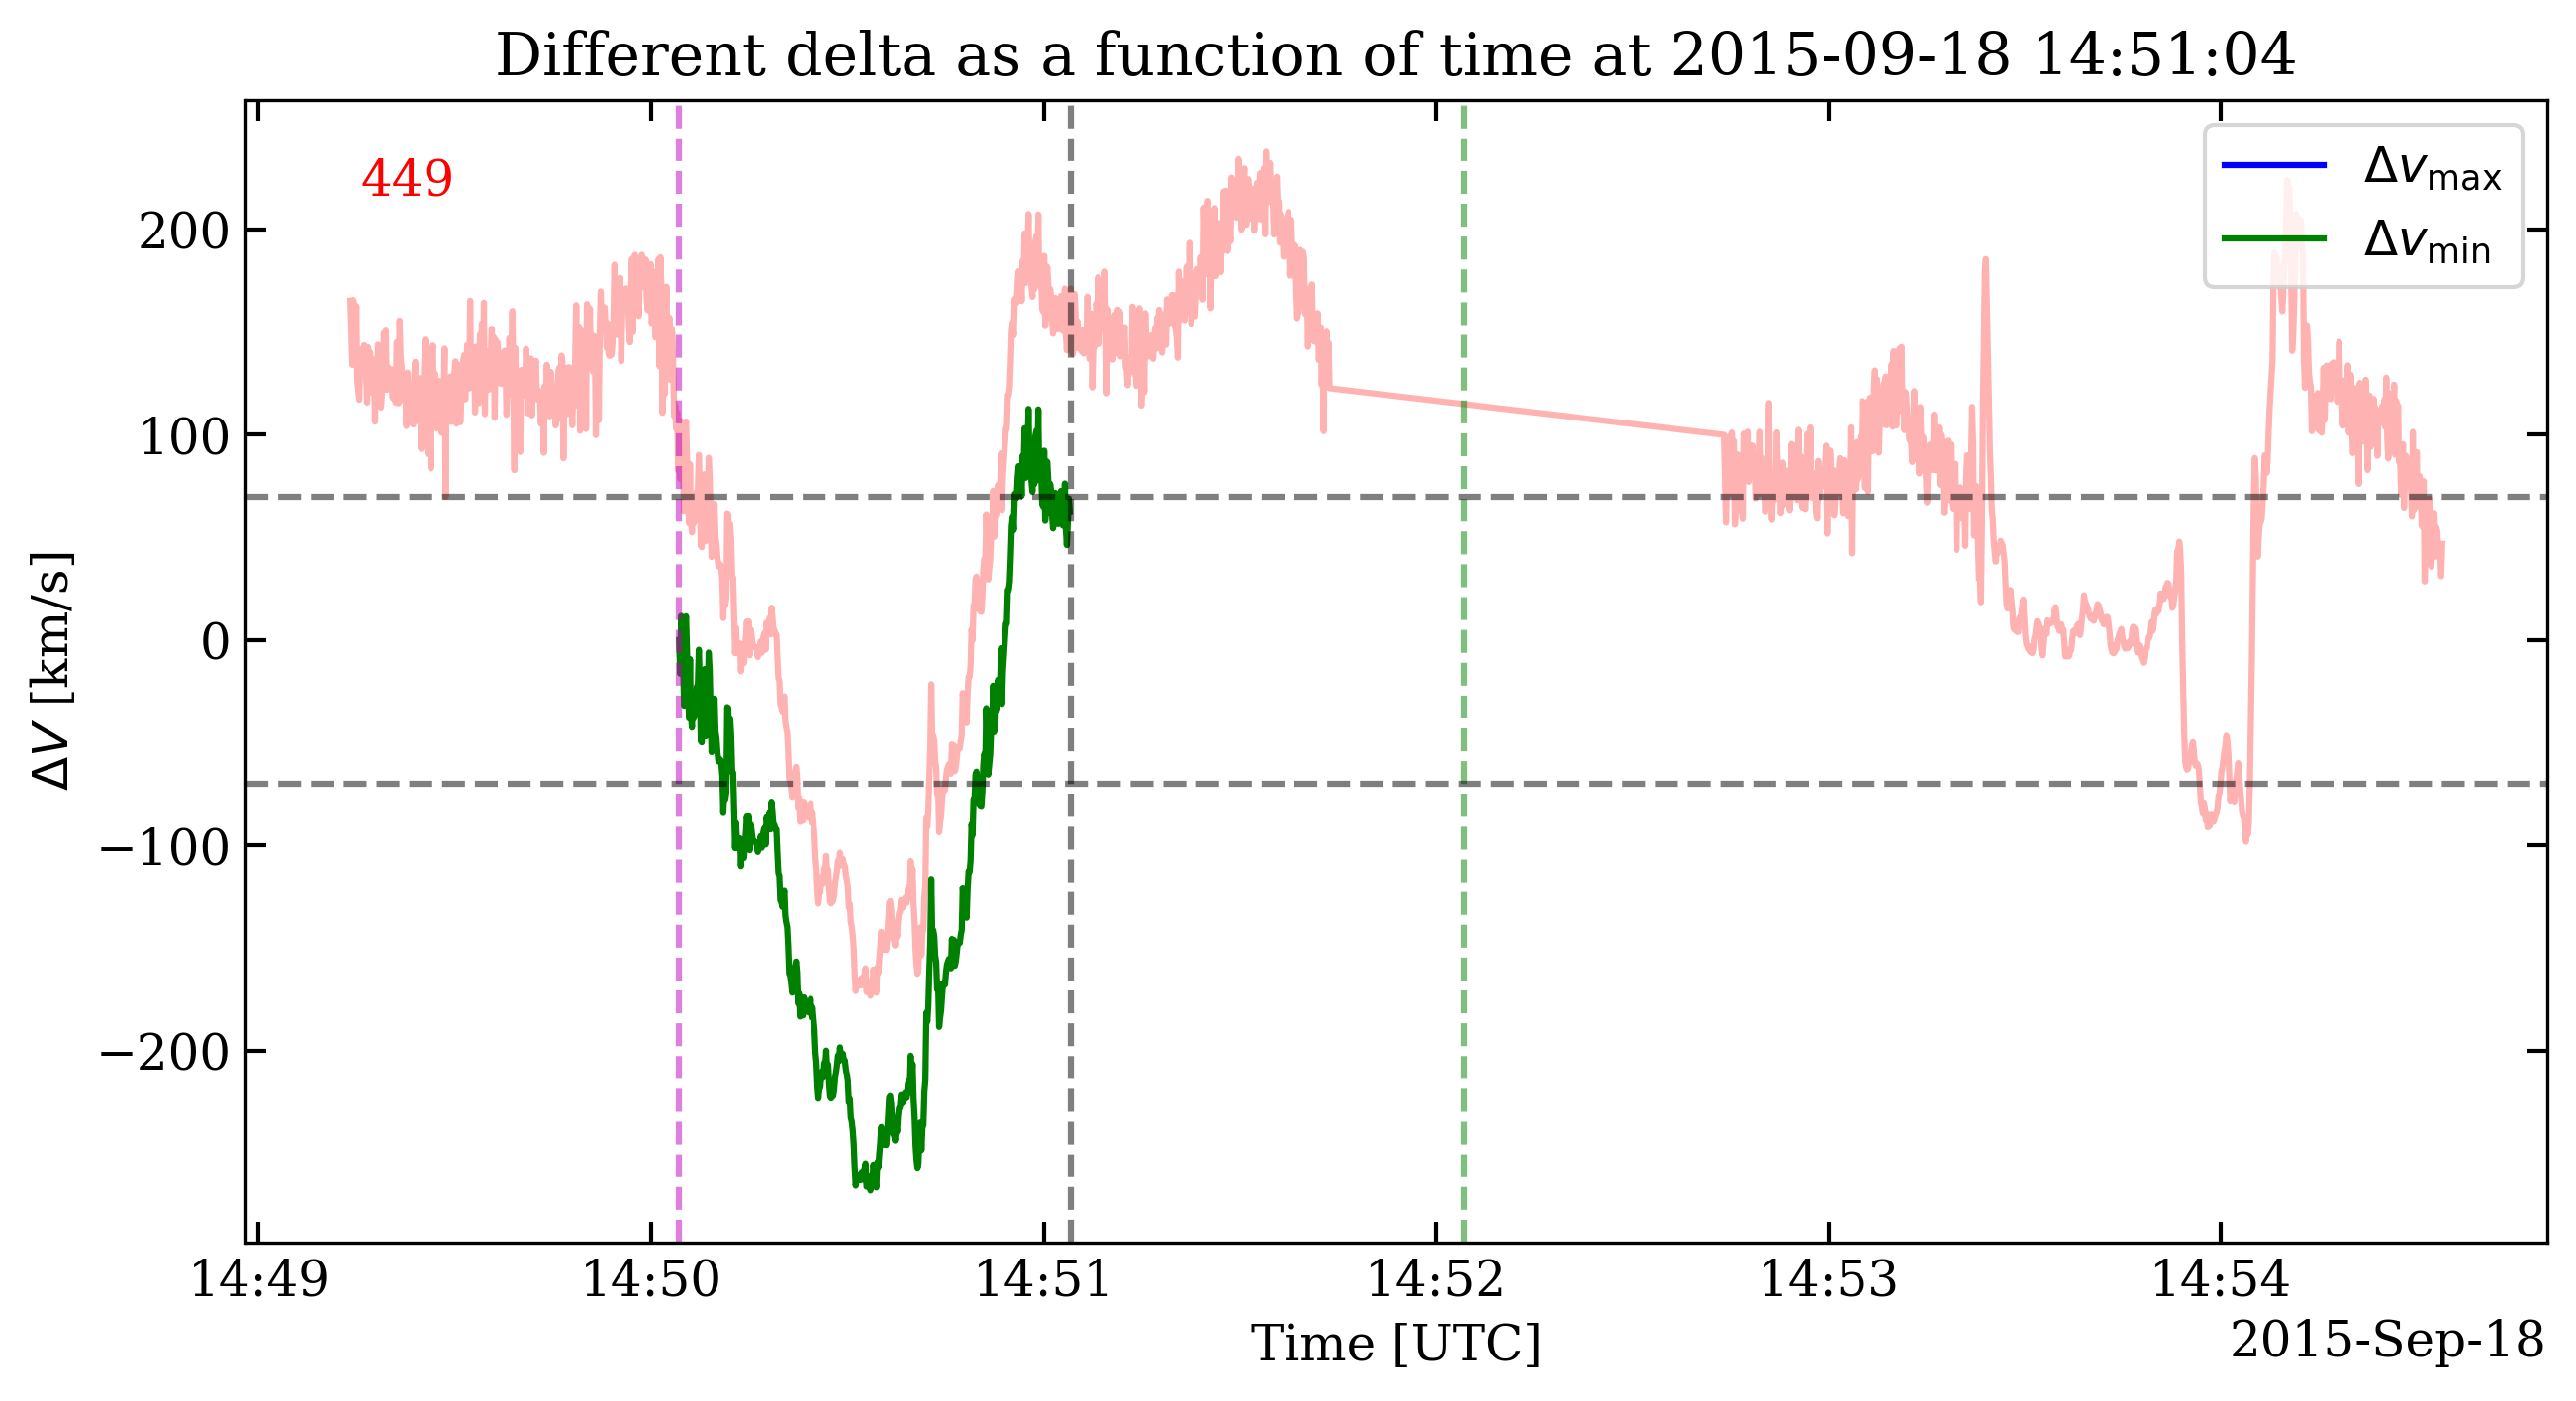 Different delta as a function of time at 2015-09-18 14:51:04
449
Δv_max
Δv_min
200
100
0
−100
−200
ΔV [km/s]
14:49 14:50 14:51 14:52 14:53 14:54
Time [UTC]
2015-Sep-18